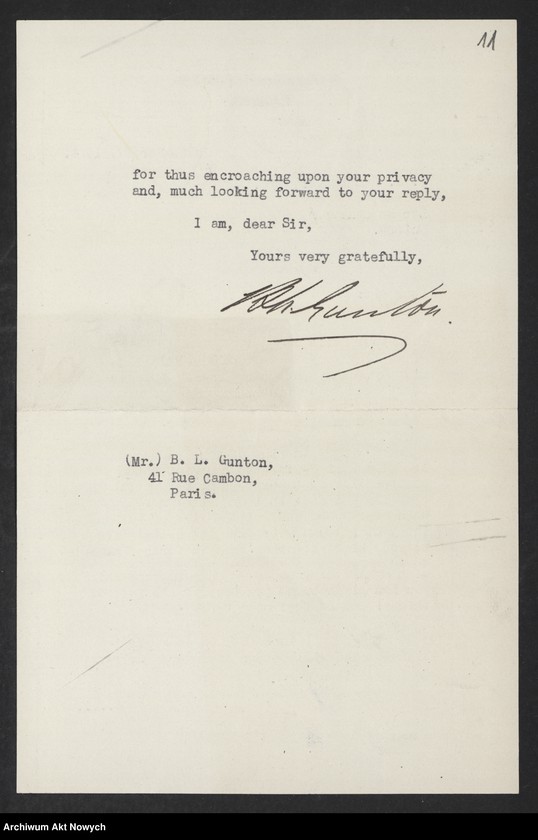 11
for thus encroaching upon your privacy
and, much looking forward to your reply,
I am, dear Sir,
Yours very gratefully,
B. L. Gunton.
(Mr.) B. L. Gunton,
41 Rue Cambon,
Paris.
Archiwum Akt Nowych